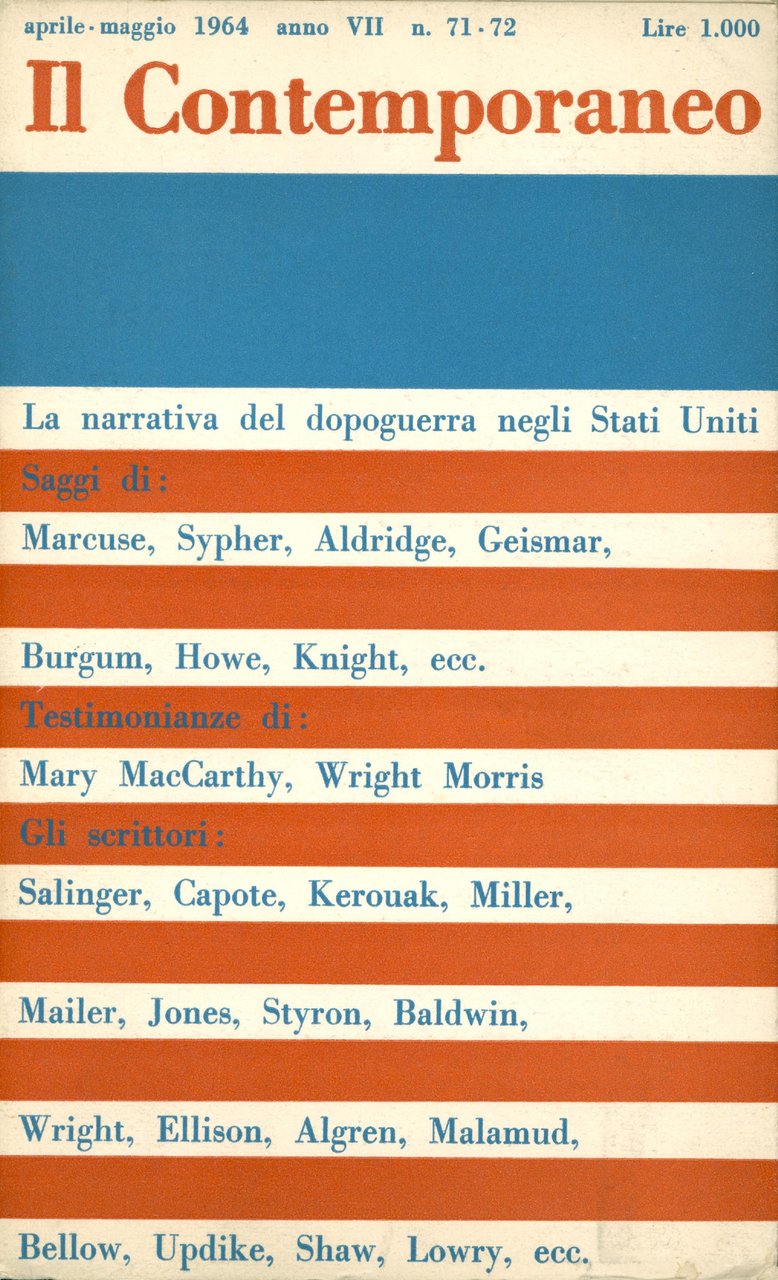 aprile - maggio 1964 anno VII n. 71 - 72 Lire 1.000
Il Contemporaneo
La narrativa del dopoguerra negli Stati Uniti
Saggi di :
Marcuse, Sypher, Aldridge, Geismar,
Burgum, Howe, Knight, ecc.
Testimonianze di :
Mary MacCarthy, Wright Morris
Gli scrittori :
Salinger, Capote, Kerouak, Miller,
Mailer, Jones, Styron, Baldwin,
Wright, Ellison, Algren, Malamud,
Bellow, Updike, Shaw, Lowry, ecc.